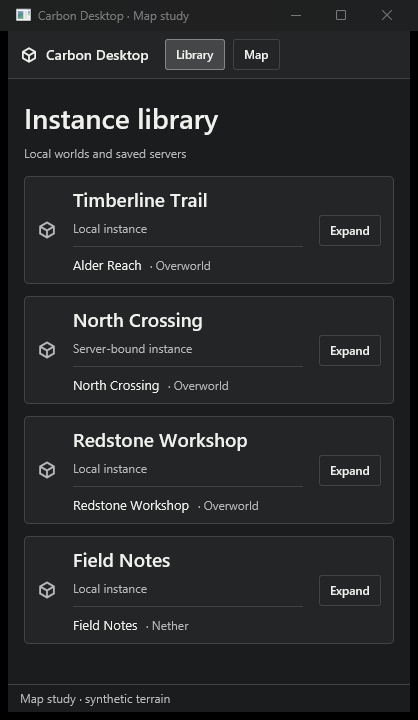 Carbon Desktop · Map study
Carbon Desktop Library Map
Instance library
Local worlds and saved servers
Timberline Trail
Local instance
Expand
Alder Reach · Overworld
North Crossing
Server-bound instance
Expand
North Crossing · Overworld
Redstone Workshop
Local instance
Expand
Redstone Workshop · Overworld
Field Notes
Local instance
Expand
Field Notes · Nether
Map study · synthetic terrain